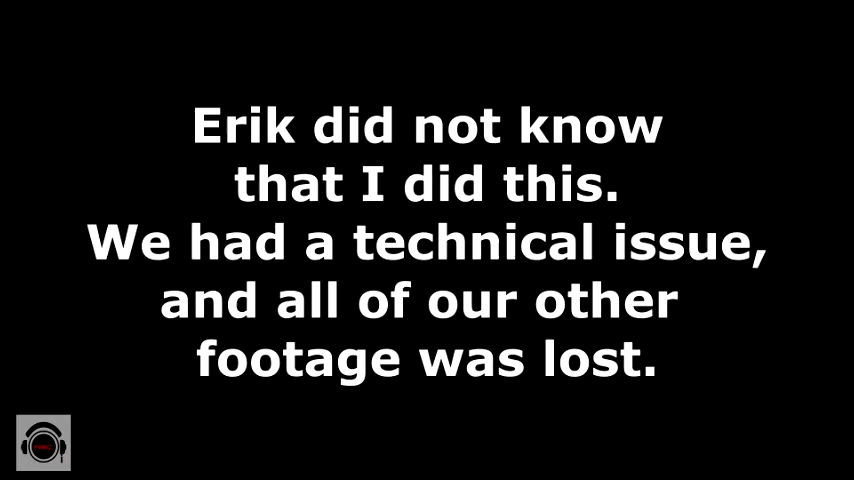 Erik did not know
that I did this.
We had a technical issue,
and all of our other
footage was lost.